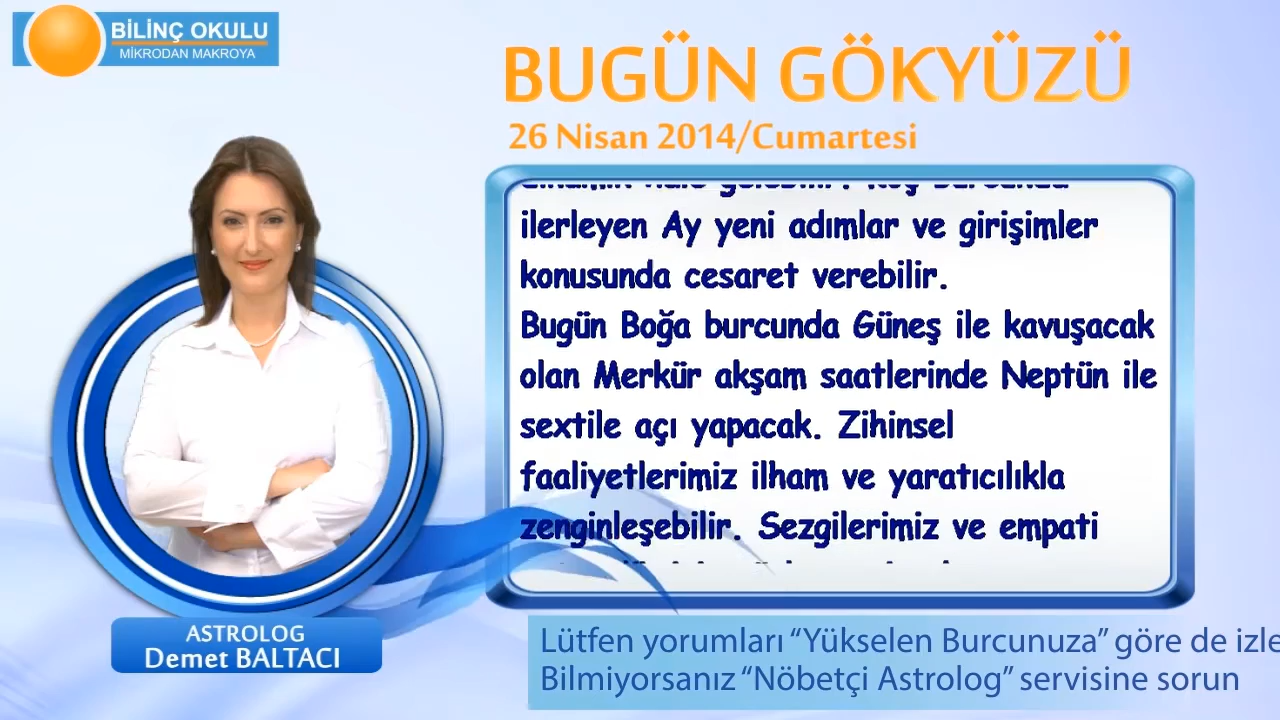 BİLİNÇ OKULU
MİKRODAN MAKROYA
BUGÜN GÖKYÜZÜ
26 Nisan 2014/Cumartesi
ilerleyen Ay yeni adımlar ve girişimler
konusunda cesaret verebilir.
Bugün Boğa burcunda Güneş ile kavuşacak
olan Merkür akşam saatlerinde Neptün ile
sextile açı yapacak. Zihinsel
faaliyetlerimiz ilham ve yaratıcılıkla
zenginleşebilir. Sezgilerimiz ve empati
ASTROLOG
Demet BALTACI
Lütfen yorumları “Yükselen Burcunuza” göre de izle
Bilmiyorsanız “Nöbetçi Astrolog” servisine sorun